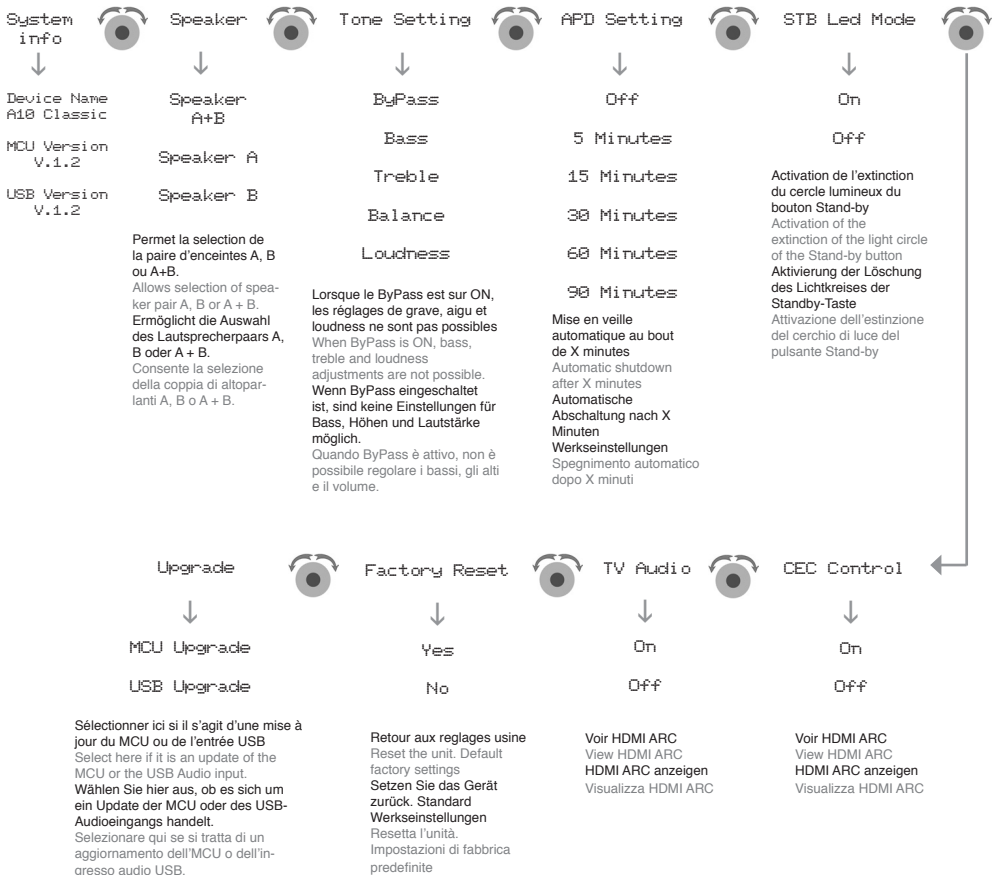 System
info
Device Name
A10 Classic
MCU Version
V.1.2
USB Version
V.1.2
Speaker
Speaker
A+B
Speaker A
Speaker B
Permet la selection de
la paire d'enceintes A, B
ou A+B.
Allows selection of spea-
ker pair A, B or A + B.
Ermöglicht die Auswahl
des Lautsprecherpaars A,
B oder A + B.
Consente la selezione
della coppia di altopar-
lanti A, B o A + B.
Tone Setting
ByPass
Bass
Treble
Balance
Loudness
Lorsque le ByPass est sur ON,
les réglages de grave, aigu et
loudness ne sont pas possibles
When ByPass is ON, bass,
treble and loudness
adjustments are not possible.
Wenn ByPass eingeschaltet
ist, sind keine Einstellungen für
Bass, Höhen und Lautstärke
möglich.
Quando ByPass è attivo, non è
possibile regolare i bassi, gli alti
e il volume.
APD Setting
Off
5 Minutes
15 Minutes
30 Minutes
60 Minutes
90 Minutes
Mise en veille
automatique au bout
de X minutes
Automatic shutdown
after X minutes
Automatische
Abschaltung nach X
Minuten
Werkseinstellungen
Spegnimento automatico
dopo X minuti
STB Led Mode
On
Off
Activation de l'extinction
du cercle lumineux du
bouton Stand-by
Activation of the
extinction of the light circle
of the Stand-by button
Aktivierung der Löschung
des Lichtkreises der
Standby-Taste
Attivazione dell'estinzione
del cerchio di luce del
pulsante Stand-by
Upgrade
MCU Upgrade
USB Upgrade
Sélectionner ici si il s'agit d'une mise à
jour du MCU ou de l'entrée USB
Select here if it is an update of the
MCU or the USB Audio input.
Wählen Sie hier aus, ob es sich um
ein Update der MCU oder des USB-
Audioeingangs handelt.
Selezionare qui se si tratta di un
aggiornamento dell'MCU o dell'in-
gresso audio USB.
Factory Reset
Yes
No
Retour aux reglages usine
Reset the unit. Default
factory settings
Setzen Sie das Gerät
zurück. Standard
Werkseinstellungen
Resetta l'unità.
Impostazioni di fabbrica
predefinite
TV Audio
On
Off
Voir HDMI ARC
View HDMI ARC
HDMI ARC anzeigen
Visualizza HDMI ARC
CEC Control
On
Off
Voir HDMI ARC
View HDMI ARC
HDMI ARC anzeigen
Visualizza HDMI ARC